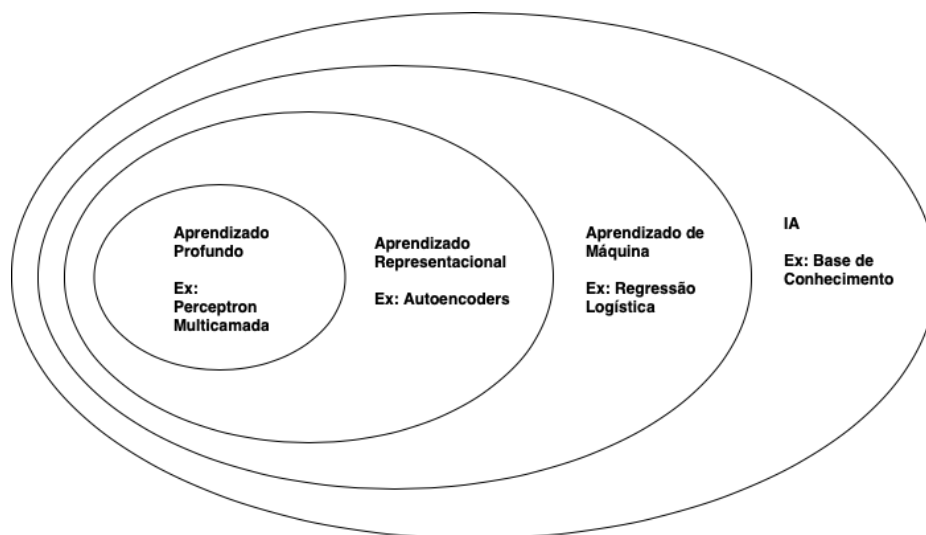 Aprendizado
Profundo
Ex:
Perceptron
Multicamada
Aprendizado
Representacional
Ex: Autoencoders
Aprendizado de
Máquina
Ex: Regressão
Logística
IA
Ex: Base de
Conhecimento